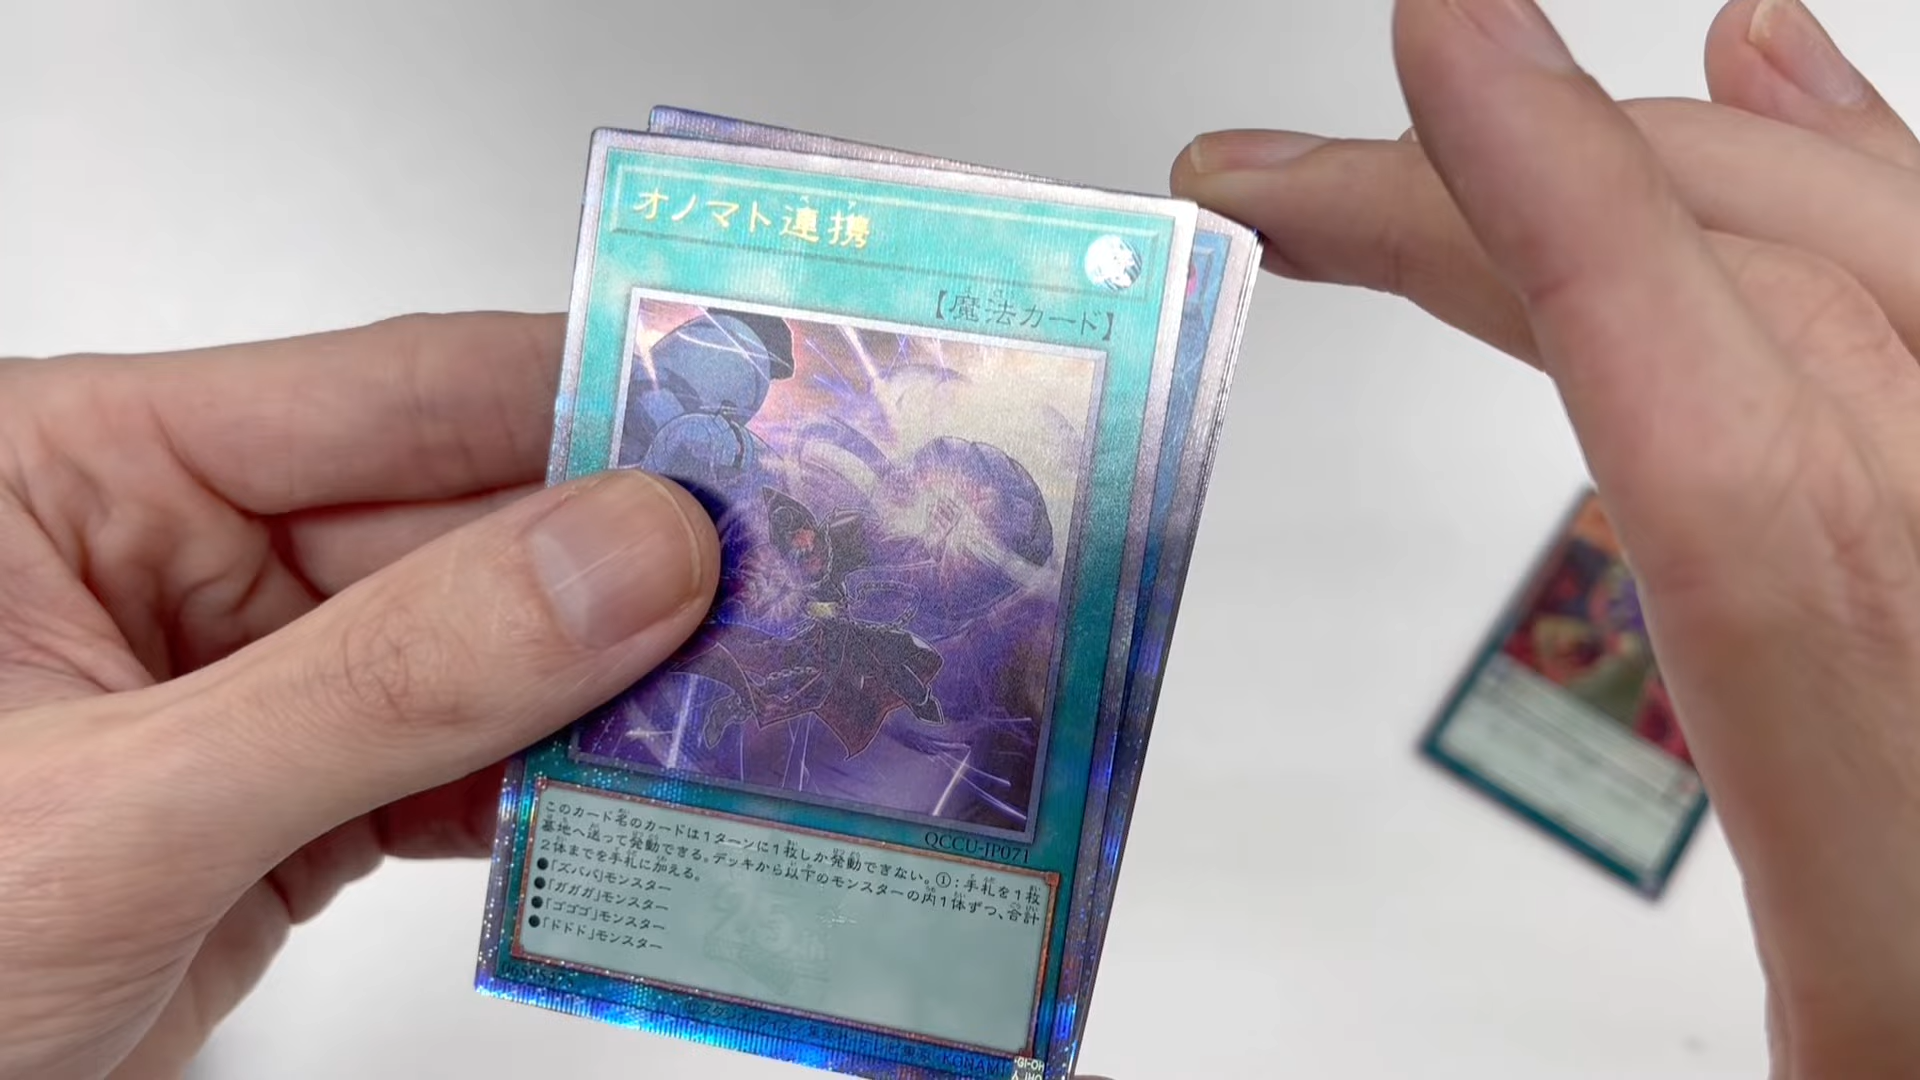 オノマト連携
ペア
【魔法カード】
QCCU-JP071
このカード名のカードは1ターンに1枚しか発動できない。①：手札を1枚
墓地へ送って発動できる。デッキから以下のモンスターの内1体ずつ、合計
2体までを手札に加える。
●「ズババ」モンスター
●「ガガガ」モンスター
●「ゴゴゴ」モンスター
●「ドドド」モンスター
25th
KONAMI